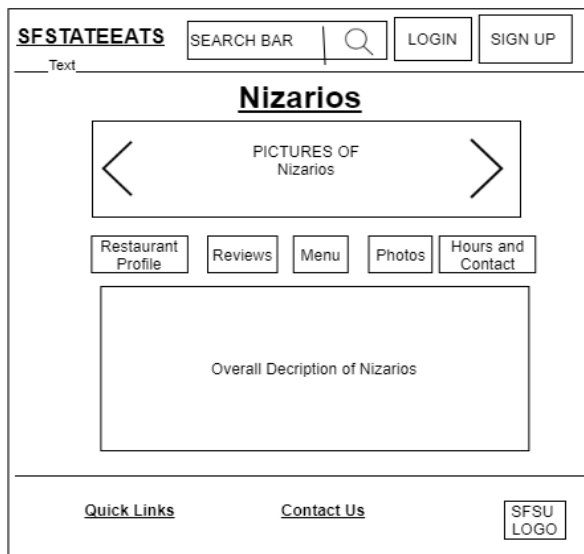 SFSTATEEATS
SEARCH BAR
LOGIN
SIGN UP
Text
Nizarios
PICTURES OF
Nizarios
Restaurant
Profile
Reviews
Menu
Photos
Hours and
Contact
Overall Decription of Nizarios
Quick Links
Contact Us
SFSU
LOGO